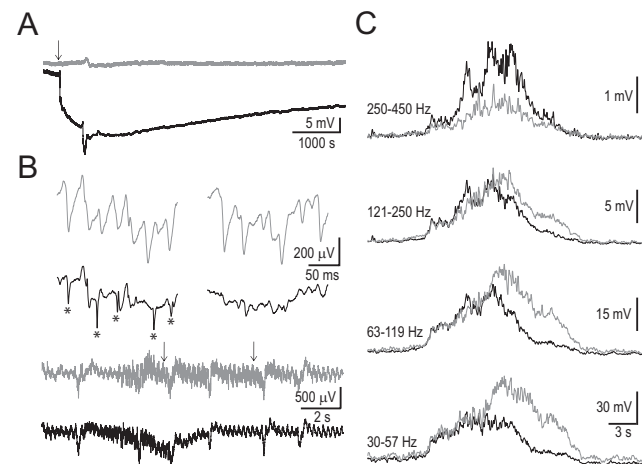 A
5 mV
1000 s
B
200 μV
50 ms
* * * * *
500 μV
2 s
C
250-450 Hz
1 mV
121-250 Hz
5 mV
63-119 Hz
15 mV
30-57 Hz
30 mV
3 s